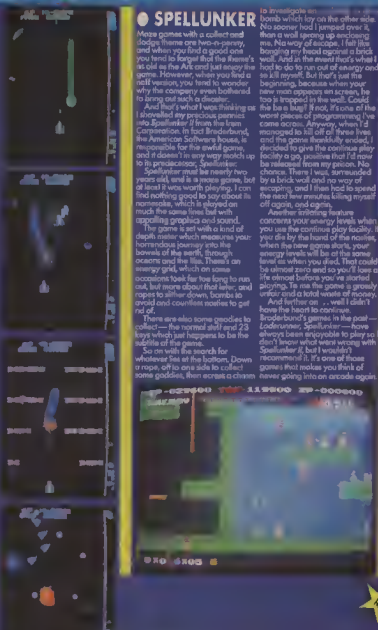 SPELLUNKER
Maze games with a collect and
dodge theme are two-a-penny,
and when you find a good one
you tend to forget that the theme's
as old as the Ark and just enjoy the
game. However, when you find a
naff version, you tend to wonder
why the company even bothered
to bring out such a disaster.
And that's what I was thinking as
I shovelled my precious pennies
into Spellunker II from the Irem
Corporation. In fact Broderbund,
the American Software house, is
responsible for the awful game,
and it doesn't in any way match up
to its predecessor, Spellunker.
Spellunker must be nearly two
years old, and is a maze game, but
at least it was worth playing. I can
find nothing good to say about its
namesake, which is played on
much the same lines but with
appalling graphics and sound.
The game is set with a kind of
depth meter which measures your
horrendous journey into the
bowels of the earth, through
oceans and the like. There's an
energy grid, which on some
occasions took far too long to run
out, but more about that later, and
ropes to slither down, bombs to
avoid and countless nasties to get
rid of.
There are also some goodies to
collect — the normal stuff and 23
keys which just happens to be the
subtitle of the game.
So on with the search for
whatever lies at the bottom. Down
a rope, off to one side to collect
some goodies, then across a chasm
to investigate an
bomb which lay on the other side.
No sooner had I jumped over it,
than a wall sprang up enclosing
me. No way of escape. I felt like
banging my head against a brick
wall. And in the event that's what I
had to do to run out of energy and
so kill myself. But that's just the
beginning, because when your
new man appears on screen, he
too is trapped in the wall. Could
this be a bug? If not, it's one of the
worst pieces of programming I've
come across. Anyway, when I'd
managed to kill off all three lives
and the game thankfully ended, I
decided to give the continue play
facility a go, positive that I'd now
be released from my prison. No
chance. There I was, surrounded
by a brick wall and no way of
escaping, and I then had to spend
the next few minutes killing myself
off again, and again.
Another irritating feature
concerns your energy levels when
you use the continue play facility. If
you die by the hand of the nasties,
when the new game starts, your
energy levels will be at the same
level as when you died. That could
be almost zero and so you'll lose a
life almost before you've started
playing. To me the game is grossly
unfair and a total waste of money.
And further on . . . well I didn't
have the heart to continue.
Broderbund's games in the past —
Loderunner, Spellunker — have
always been enjoyable to play so I
don't know what went wrong with
Spellunker II, but I wouldn't
recommend it. It's one of those
games that makes you think of
never going into an arcade again.